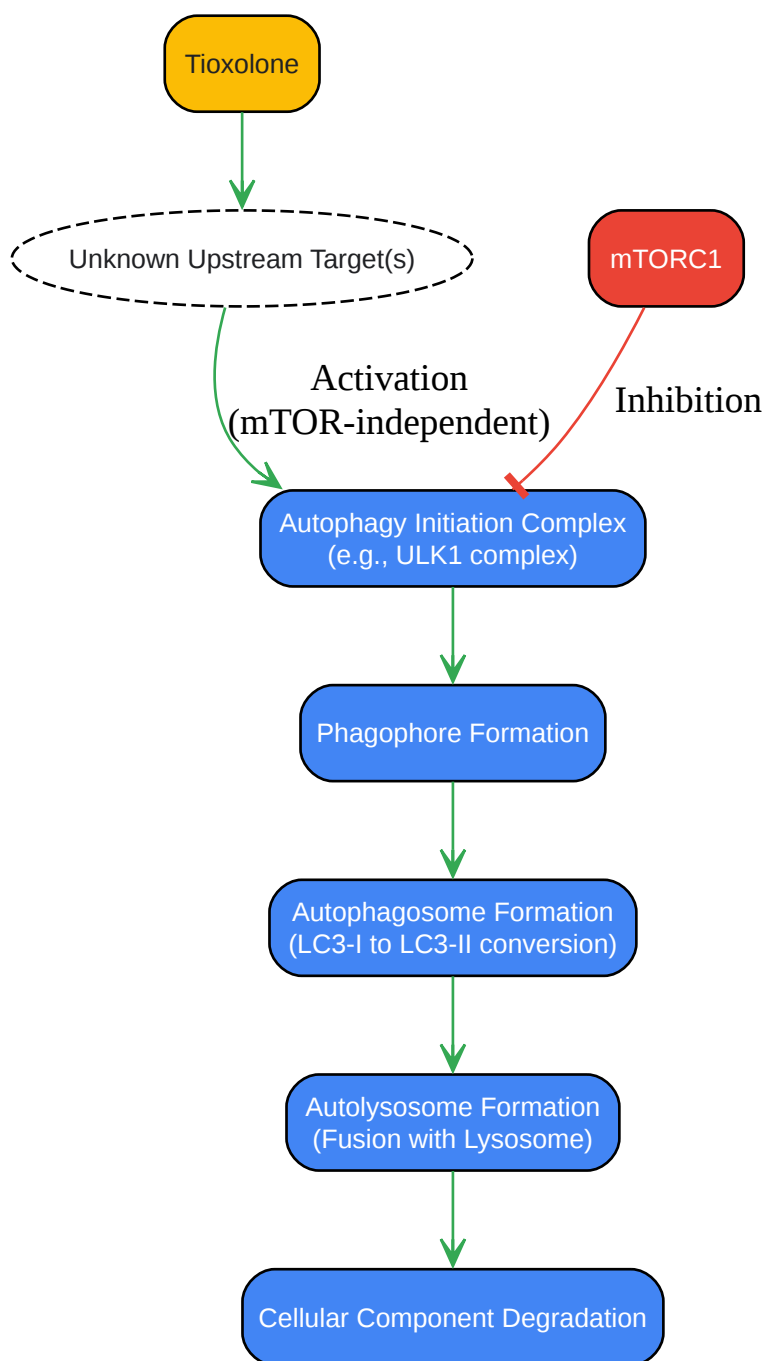 Tioxolone
Unknown Upstream Target(s)
mTORC1
Activation
(mTOR-independent)
Inhibition
Autophagy Initiation Complex
(e.g., ULK1 complex)
Phagophore Formation
Autophagosome Formation
(LC3-I to LC3-II conversion)
Autolysosome Formation
(Fusion with Lysosome)
Cellular Component Degradation